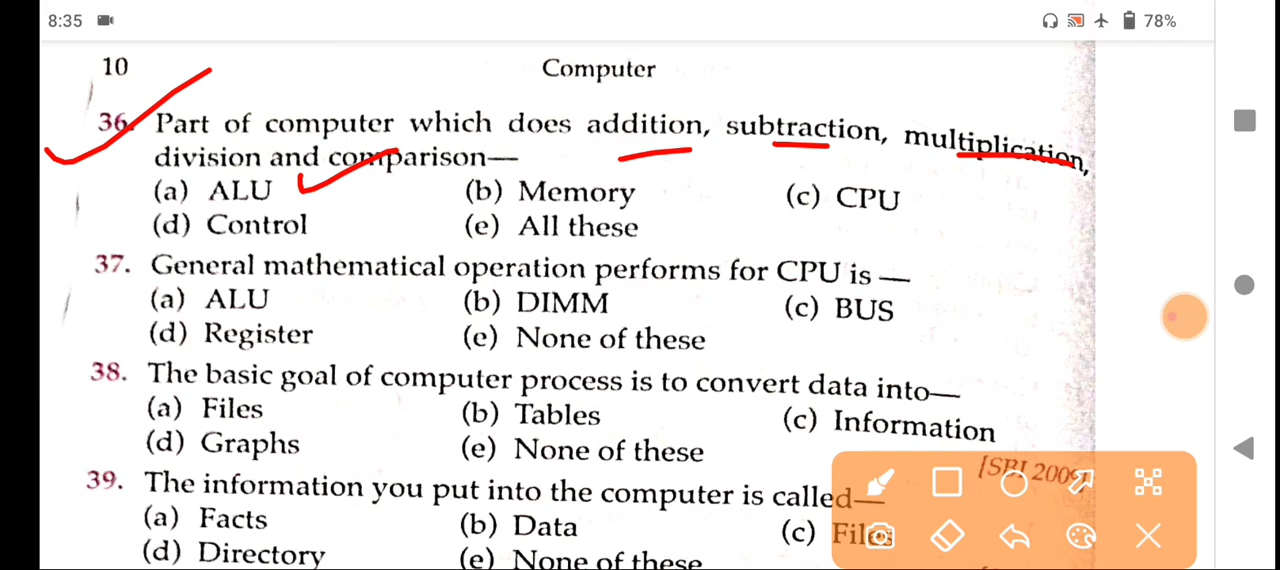 8:35 78%
10 Computer
36. Part of computer which does addition, subtraction, multiplication,
division and comparison—
(a) ALU (b) Memory (c) CPU
(d) Control (e) All these
37. General mathematical operation performs for CPU is —
(a) ALU (b) DIMM (c) BUS
(d) Register (e) None of these
38. The basic goal of computer process is to convert data into—
(a) Files (b) Tables (c) Information
(d) Graphs (e) None of these
[SBI 2009]
39. The information you put into the computer is called—
(a) Facts (b) Data (c) Files
(d) Directory (e) None of these